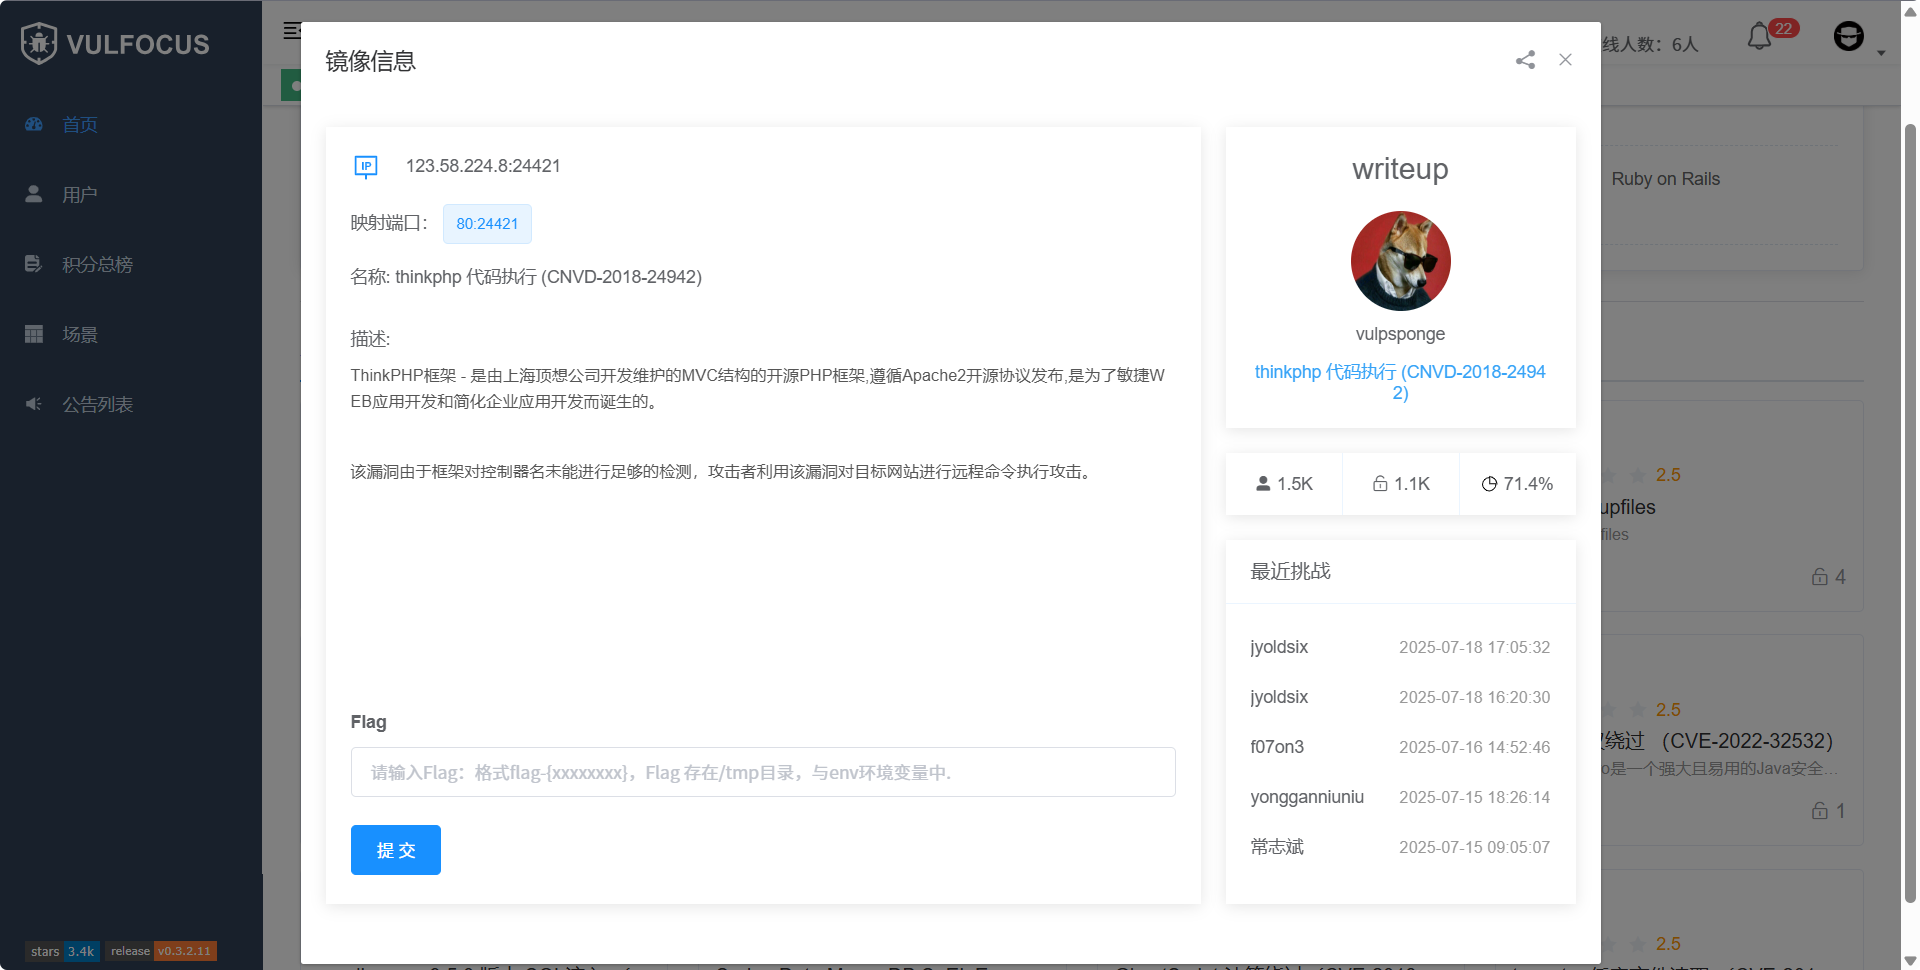 VULFOCUS
首页
用户
积分总榜
场景
公告列表
stars 3.4k release v0.3.2.11
线人数：6人
22
镜像信息
123.58.224.8:24421
映射端口： 80:24421
名称: thinkphp 代码执行 (CNVD-2018-24942)
描述:
ThinkPHP框架 - 是由上海顶想公司开发维护的MVC结构的开源PHP框架,遵循Apache2开源协议发布,是为了敏捷W
EB应用开发和简化企业应用开发而诞生的。
该漏洞由于框架对控制器名未能进行足够的检测，攻击者利用该漏洞对目标网站进行远程命令执行攻击。
Flag
请输入Flag：格式flag-{xxxxxxxx}，Flag 存在/tmp目录，与env环境变量中.
提 交
writeup
vulpsponge
thinkphp 代码执行 (CNVD-2018-2494
2)
1.5K 1.1K 71.4%
最近挑战
jyoldsix 2025-07-18 17:05:32
jyoldsix 2025-07-18 16:20:30
f07on3 2025-07-16 14:52:46
yongganniuniu 2025-07-15 18:26:14
常志斌 2025-07-15 09:05:07
Ruby on Rails
2.5
upfiles
files
4
2.5
绕过 （CVE-2022-32532）
o是一个强大且易用的Java安全...
1
2.5